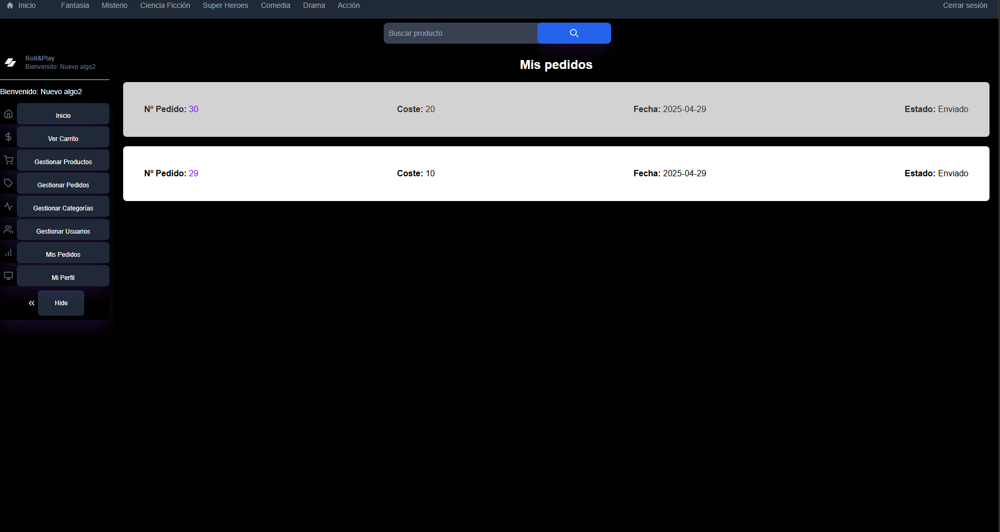 Inicio Fantasia Misterio Ciencia Ficción Super Heroes Comedia Drama Acción Cerrar sesión
Buscar producto
Roll&Play
Bienvenido: Nuevo algo2
Bienvenido: Nuevo algo2
Inicio
Ver Carrito
Gestionar Productos
Gestionar Pedidos
Gestionar Categorías
Gestionar Usuarios
Mis Pedidos
Mi Perfil
Hide
Mis pedidos
Nº Pedido: 30 Coste: 20 Fecha: 2025-04-29 Estado: Enviado
Nº Pedido: 29 Coste: 10 Fecha: 2025-04-29 Estado: Enviado